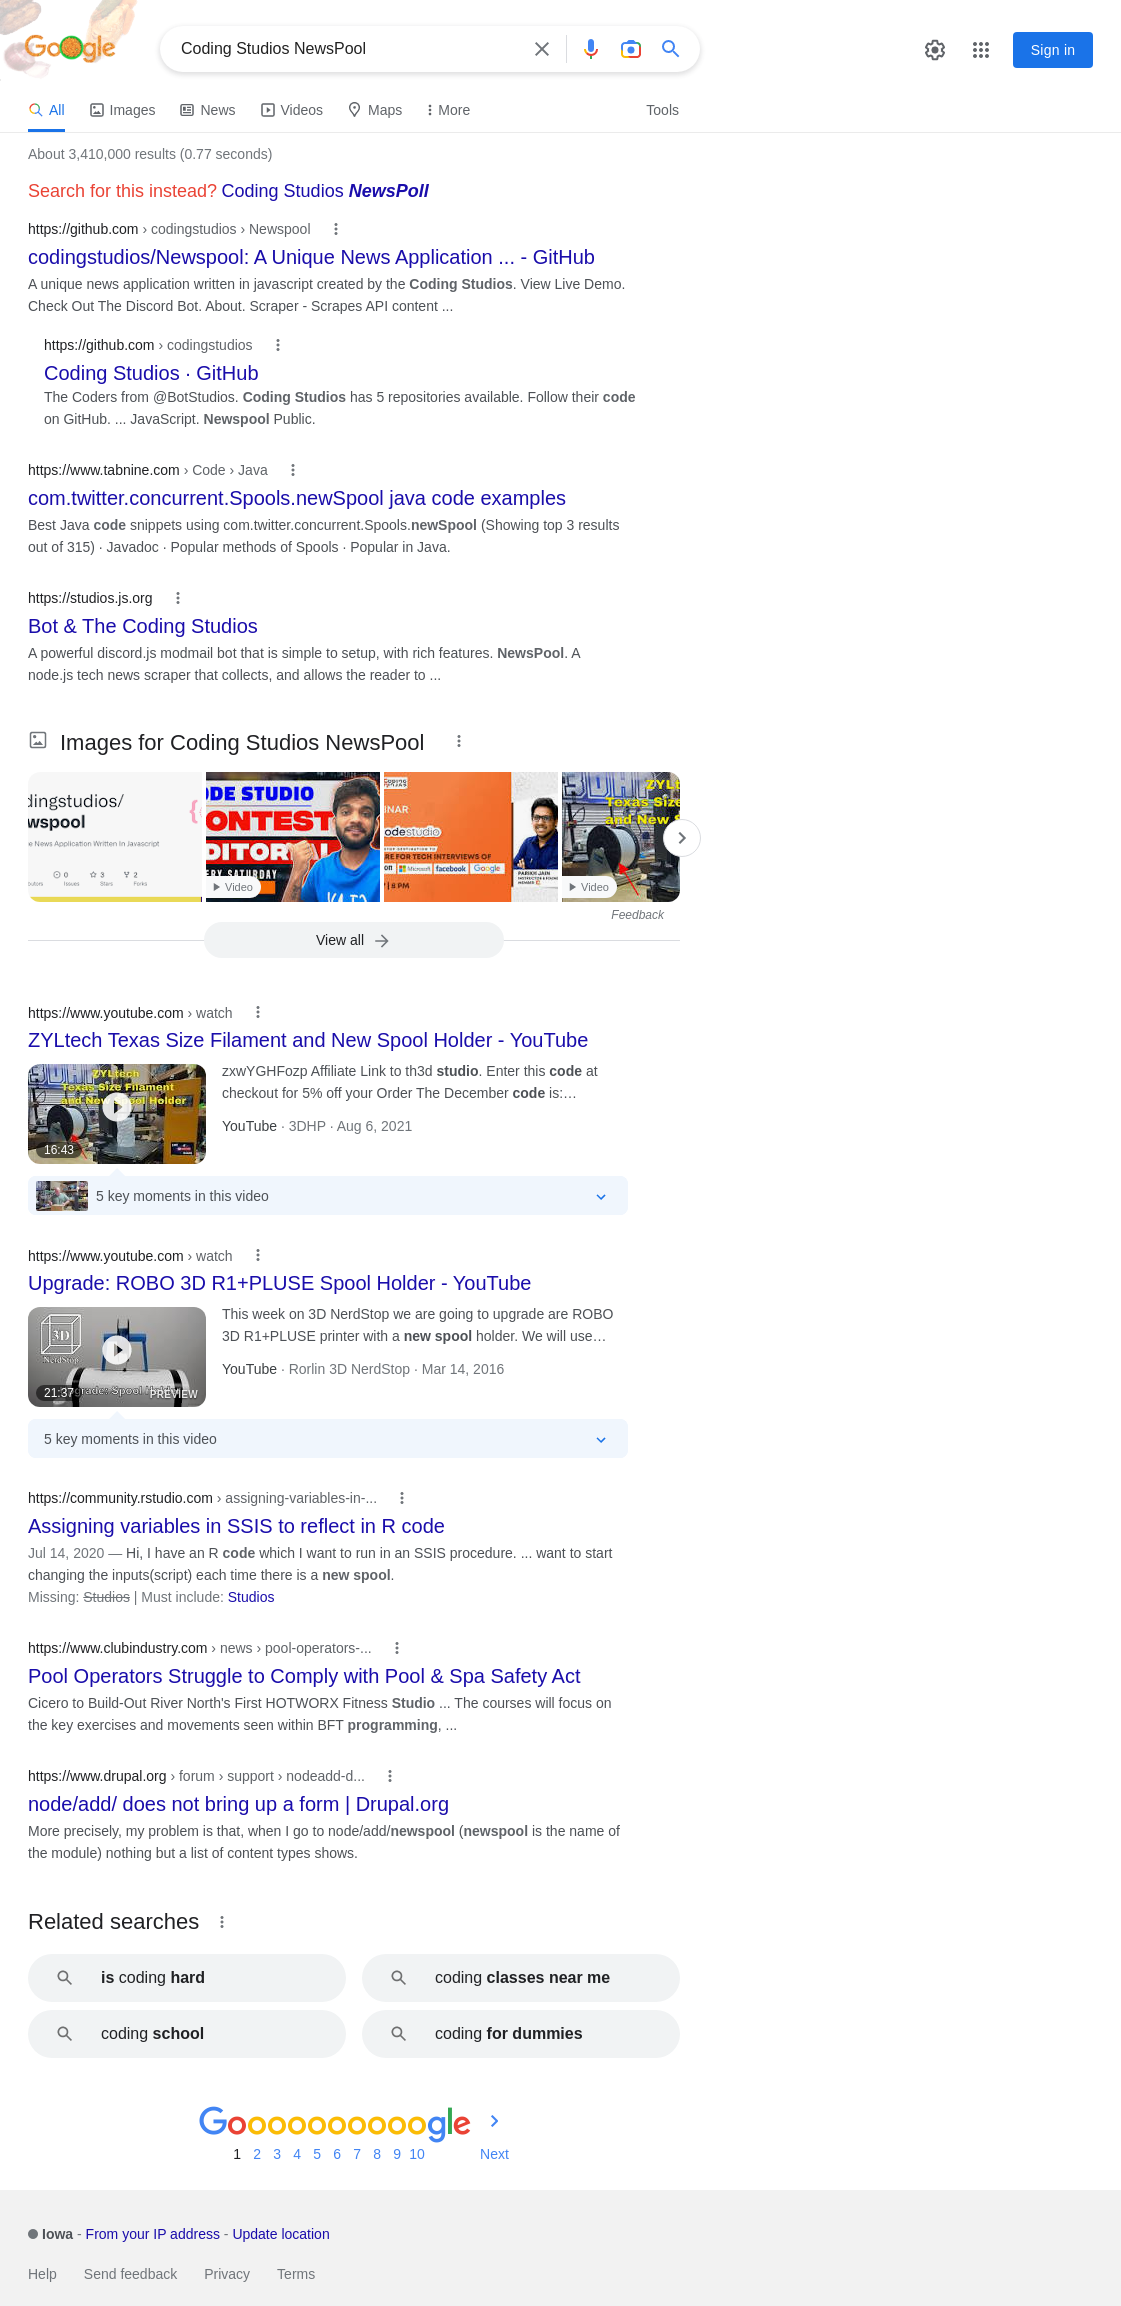 Google
Coding Studios NewsPool
Sign in
All Images News Videos Maps More Tools
About 3,410,000 results (0.77 seconds)
Search for this instead? Coding Studios NewsPoll
https://github.com › codingstudios › Newspool
codingstudios/Newspool: A Unique News Application ... - GitHub
A unique news application written in javascript created by the Coding Studios. View Live Demo.
Check Out The Discord Bot. About. Scraper - Scrapes API content ...
https://github.com › codingstudios
Coding Studios · GitHub
The Coders from @BotStudios. Coding Studios has 5 repositories available. Follow their code
on GitHub. ... JavaScript. Newspool Public.
https://www.tabnine.com › Code › Java
com.twitter.concurrent.Spools.newSpool java code examples
Best Java code snippets using com.twitter.concurrent.Spools.newSpool (Showing top 3 results
out of 315) · Javadoc · Popular methods of Spools · Popular in Java.
https://studios.js.org
Bot & The Coding Studios
A powerful discord.js modmail bot that is simple to setup, with rich features. NewsPool. A
node.js tech news scraper that collects, and allows the reader to ...
Images for Coding Studios NewsPool
dingstudios/
wspool
e News Application Written In Javascript
0 3 2
Issues Stars Forks
ODE STUDIO
CONTEST
DITORIAL
ERY SATURDAY
Video
INAR
odestudio
RE FOR TECH INTERVIEWS OF
Microsoft facebook Google
| 8 PM
PARIKH JAIN
3DHP
ZYLt
Texas Size
and New S
Video
Feedback
View all
https://www.youtube.com › watch
ZYLtech Texas Size Filament and New Spool Holder - YouTube
ZYLtech
Texas Size Filament
and New Spool Holder
16:43
zxwYGHFozp Affiliate Link to th3d studio. Enter this code at
checkout for 5% off your Order The December code is:…
YouTube · 3DHP · Aug 6, 2021
5 key moments in this video
https://www.youtube.com › watch
Upgrade: ROBO 3D R1+PLUSE Spool Holder - YouTube
3D
NerdStop
grade: Spool Holder
21:37
PREVIEW
This week on 3D NerdStop we are going to upgrade are ROBO
3D R1+PLUSE printer with a new spool holder. We will use…
YouTube · Rorlin 3D NerdStop · Mar 14, 2016
5 key moments in this video
https://community.rstudio.com › assigning-variables-in-...
Assigning variables in SSIS to reflect in R code
Jul 14, 2020 — Hi, I have an R code which I want to run in an SSIS procedure. ... want to start
changing the inputs(script) each time there is a new spool.
Missing: Studios | Must include: Studios
https://www.clubindustry.com › news › pool-operators-...
Pool Operators Struggle to Comply with Pool & Spa Safety Act
Cicero to Build-Out River North's First HOTWORX Fitness Studio ... The courses will focus on
the key exercises and movements seen within BFT programming, ...
https://www.drupal.org › forum › support › nodeadd-d...
node/add/ does not bring up a form | Drupal.org
More precisely, my problem is that, when I go to node/add/newspool (newspool is the name of
the module) nothing but a list of content types shows.
Related searches
is coding hard
coding classes near me
coding school
coding for dummies
Goooooooooogle
1 2 3 4 5 6 7 8 9 10 Next
Iowa - From your IP address - Update location
Help Send feedback Privacy Terms